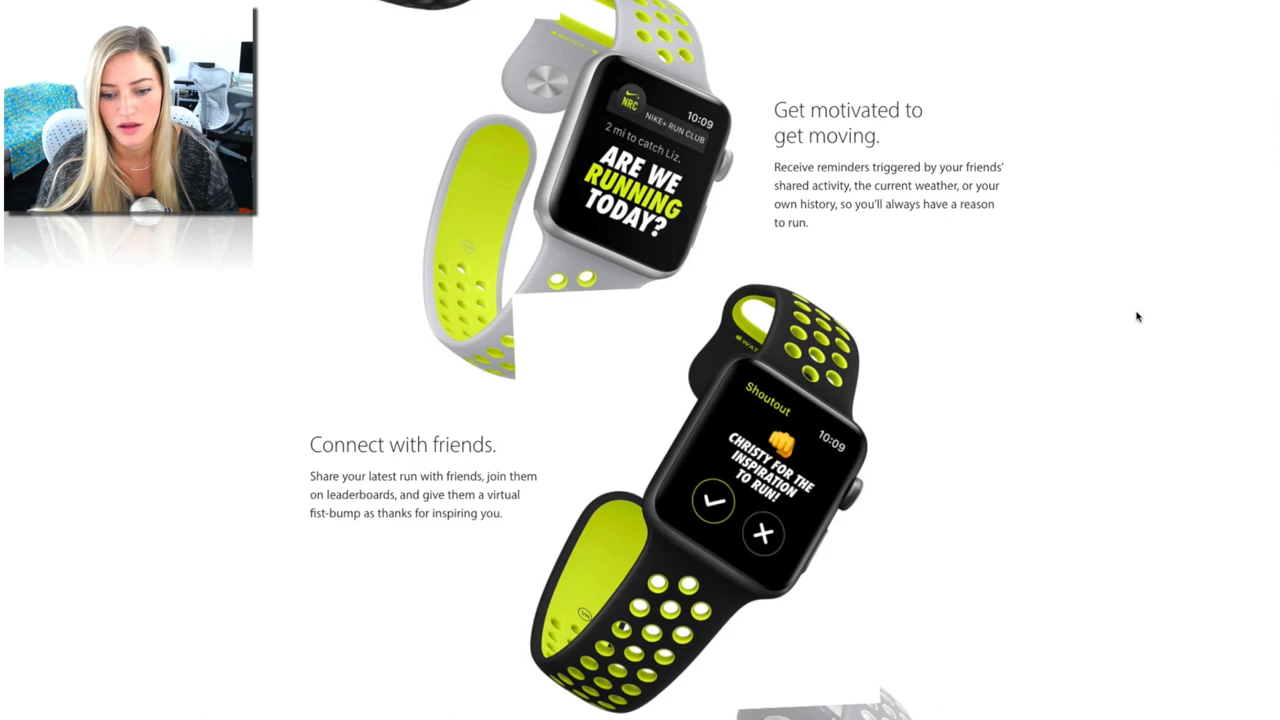 NRC
NIKE+ RUN CLUB
10:09
2 mi to catch Liz.
ARE WE
RUNNING
TODAY?
Get motivated to
get moving.
Receive reminders triggered by your friends’
shared activity, the current weather, or your
own history, so you’ll always have a reason
to run.
Connect with friends.
Share your latest run with friends, join them
on leaderboards, and give them a virtual
fist-bump as thanks for inspiring you.
Shoutout
10:09
CHRISTY FOR THE
INSPIRATION
TO RUN!